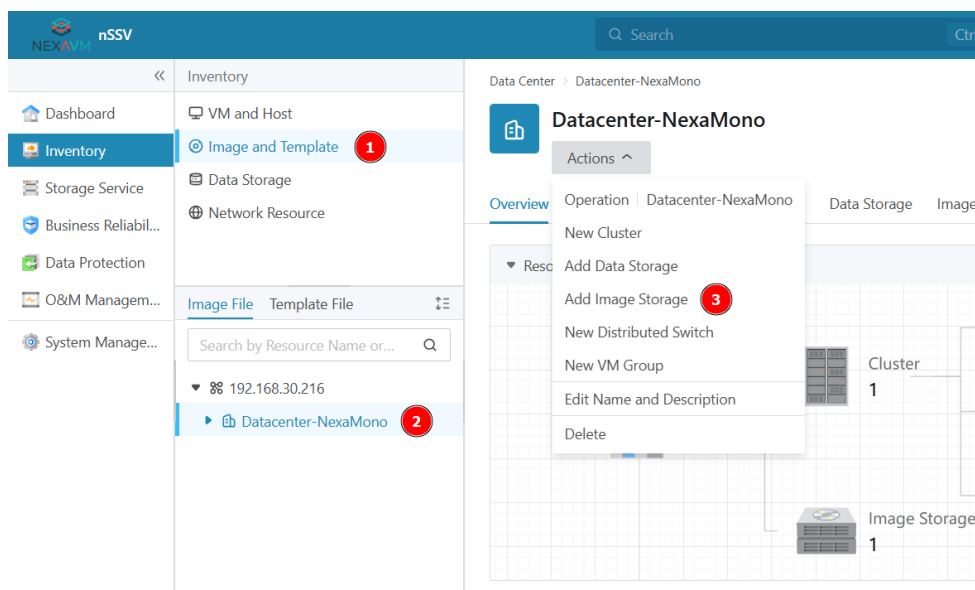 NEXAVM nSSV
Search
Ctr
Dashboard
Inventory
Storage Service
Business Reliabil...
Data Protection
O&M Managem...
System Manage...
Inventory
VM and Host
Image and Template 1
Data Storage
Network Resource
Image File Template File
Search by Resource Name or...
192.168.30.216
Datacenter-NexaMono 2
Data Center > Datacenter-NexaMono
Datacenter-NexaMono
Actions
Overview
Data Storage
Image
Reso
Operation Datacenter-NexaMono
New Cluster
Add Data Storage
Add Image Storage 3
New Distributed Switch
New VM Group
Edit Name and Description
Delete
Cluster
1
Image Storage
1